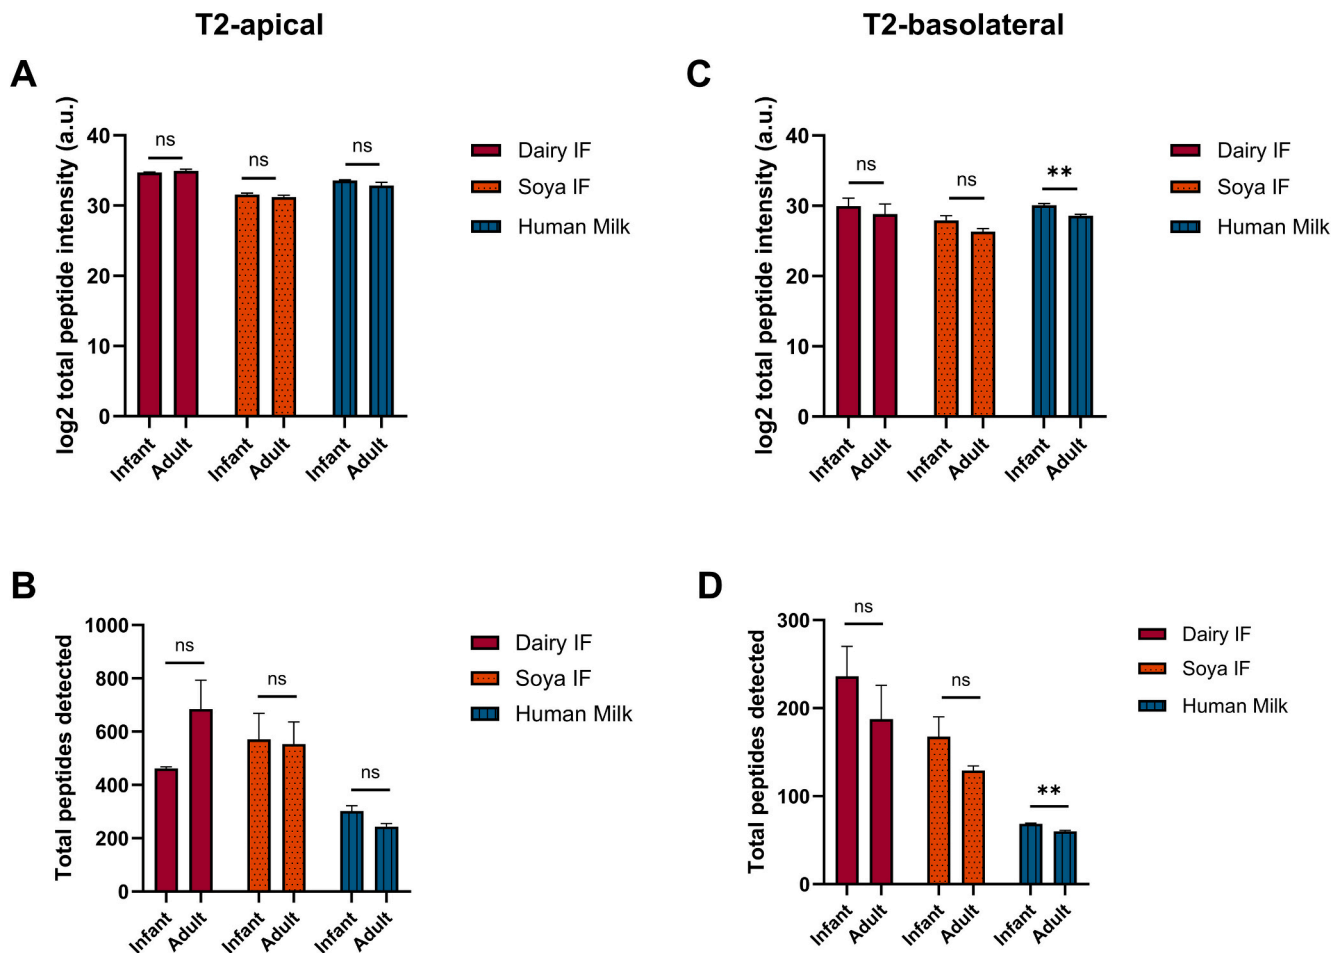 T2-apical
T2-basolateral
A
log2 total peptide intensity (a.u.)
40
30
20
10
0
ns
ns
ns
Infant
Adult
Infant
Adult
Infant
Adult
Dairy IF
Soya IF
Human Milk
C
log2 total peptide intensity (a.u.)
40
30
20
10
0
ns
ns
**
Infant
Adult
Infant
Adult
Infant
Adult
Dairy IF
Soya IF
Human Milk
B
Total peptides detected
1000
800
600
400
200
0
ns
ns
ns
Infant
Adult
Infant
Adult
Infant
Adult
Dairy IF
Soya IF
Human Milk
D
Total peptides detected
300
200
100
0
ns
ns
**
Infant
Adult
Infant
Adult
Infant
Adult
Dairy IF
Soya IF
Human Milk